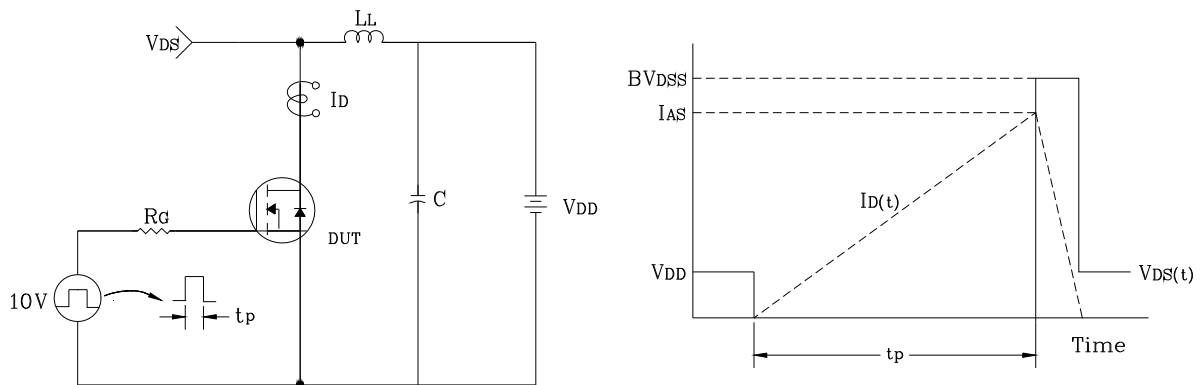 VDS
LL
ID
RG
DUT
C
VDD
10V
tp
BVDSS
IAS
ID(t)
VDD
VDS(t)
tp
Time